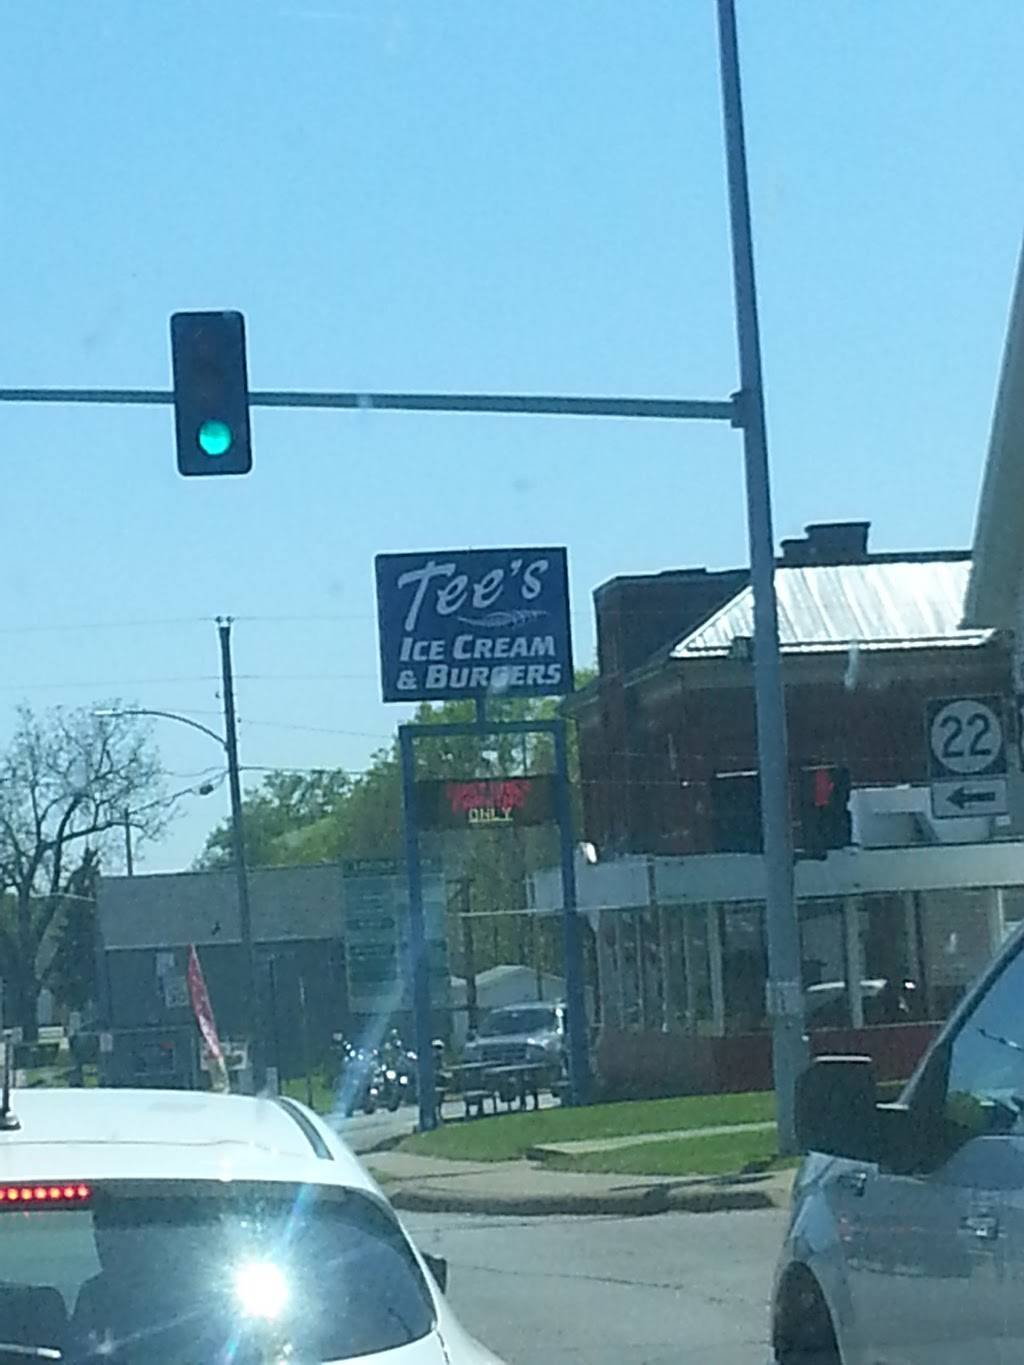 Tee's
ICE CREAM
& BURGERS
ONLY
22